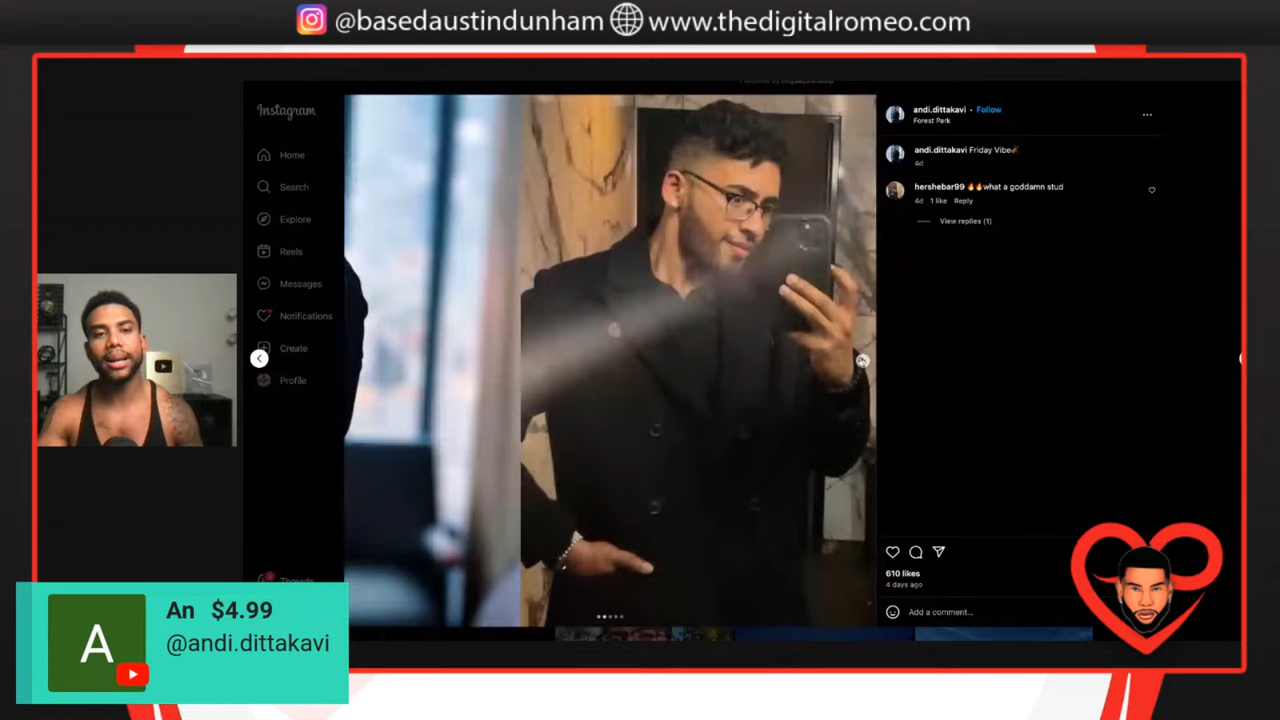 @basedaustindunham www.thedigitalromeo.com
Instagram
Home
Search
Explore
Reels
Messages
Notifications
Create
Profile
Threads
andi.dittakavi • Follow
Forest Park
andi.dittakavi Friday Vibe
4d
hershebar99 🔥🔥what a goddamn stud
4d 1 like Reply
View replies (1)
610 likes
4 days ago
Add a comment...
A
An $4.99
@andi.dittakavi